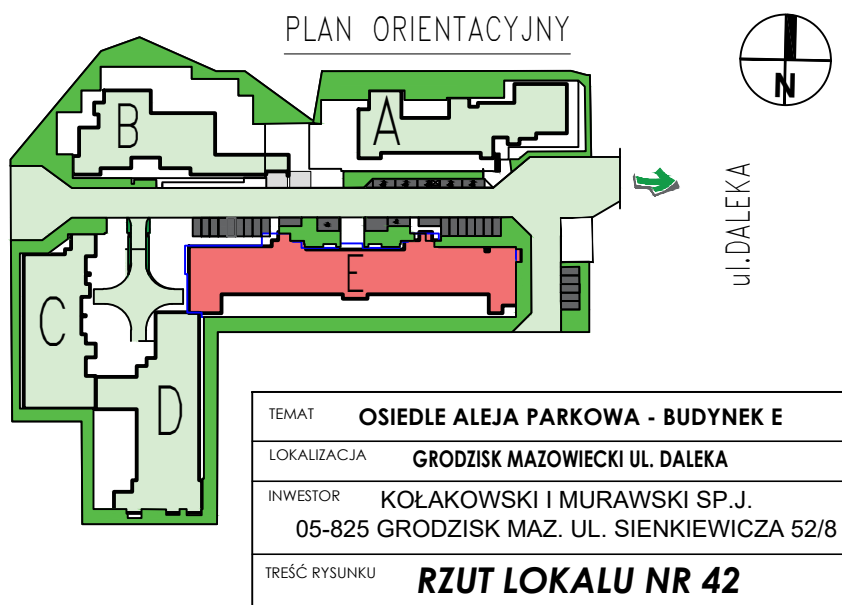 PLAN ORIENTACYJNY
N
B
A
ul.DALEKA
E
C
D
TEMAT OSIEDLE ALEJA PARKOWA - BUDYNEK E
LOKALIZACJA GRODZISK MAZOWIECKI UL. DALEKA
INWESTOR KOŁAKOWSKI I MURAWSKI SP.J.
05-825 GRODZISK MAZ. UL. SIENKIEWICZA 52/8
TREŚĆ RYSUNKU RZUT LOKALU NR 42